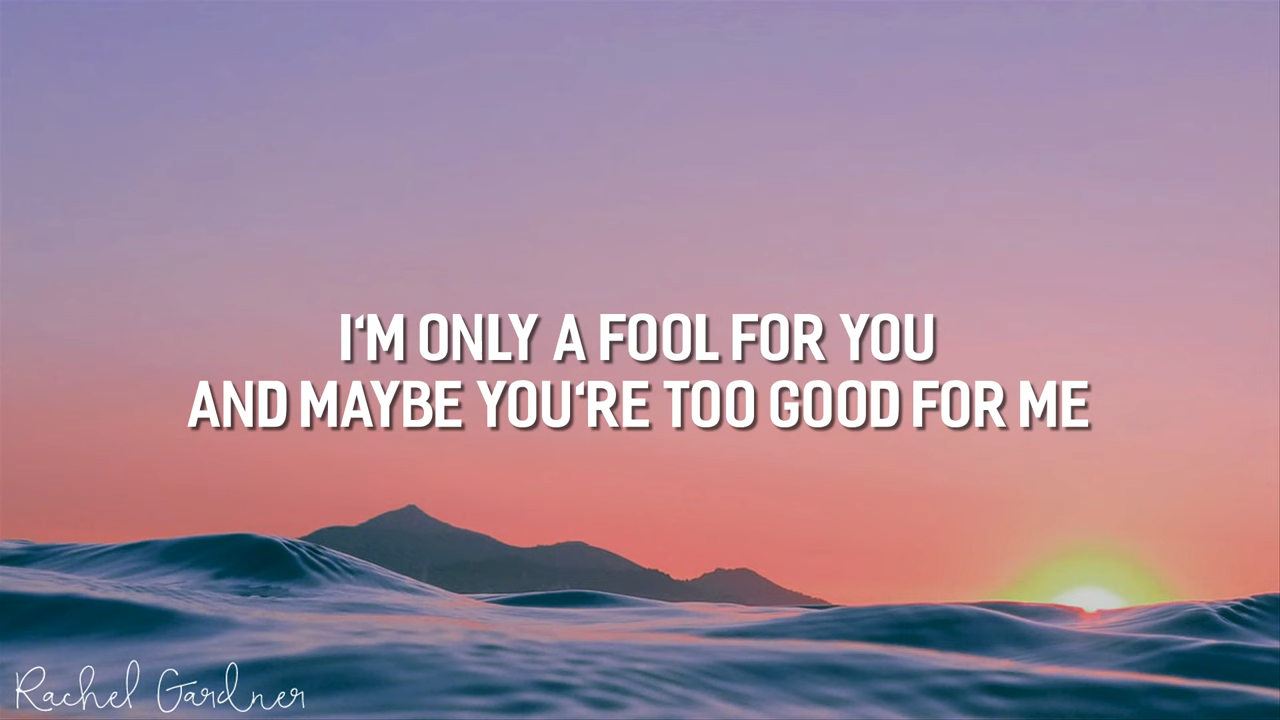 I‘M ONLY A FOOL FOR YOU
AND MAYBE YOU‘RE TOO GOOD FOR ME
Rachel Gardner